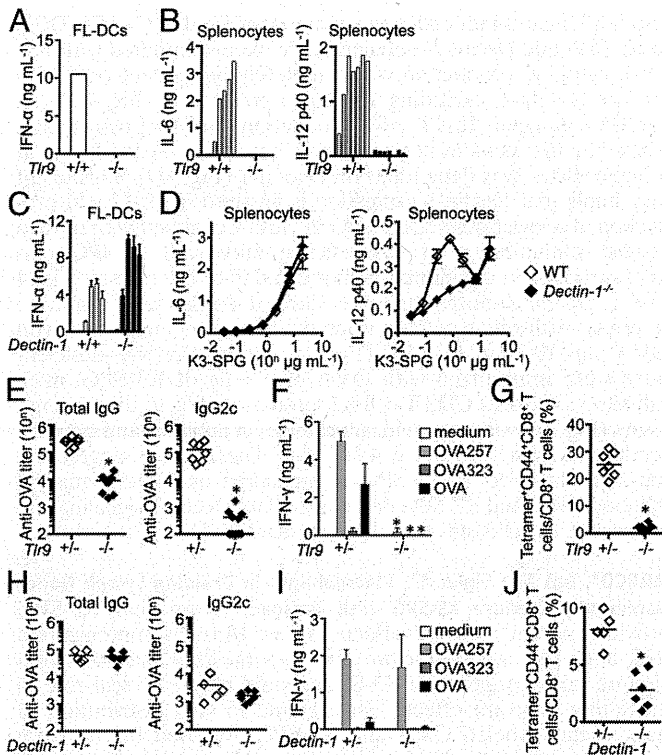 A
FL-DCs
IFN-α (ng mL⁻¹)
15
10
5
0
Tlr9 +/+ -/-
B
Splenocytes
IL-6 (ng mL⁻¹)
4
3
2
1
0
Splenocytes
IL-12 p40 (ng mL⁻¹)
2
1
0
Tlr9 +/+ -/- +/+ -/-
C
FL-DCs
IFN-α (ng mL⁻¹)
12
8
4
0
Dectin-1 +/+ -/-
D
Splenocytes
IL-6 (ng mL⁻¹)
3
2
1
0
-2 -1 0 1 2
Splenocytes
IL-12 p40 (ng mL⁻¹)
0.5
0.4
0.3
0.2
0.1
0
-2 -1 0 1 2
K3-SPG (10ⁿ μg mL⁻¹) K3-SPG (10ⁿ μg mL⁻¹)
WT
Dectin-1⁻/⁻
E
Total IgG
Anti-OVA titer (10ⁿ)
6
5
4
3
2
*
IgG2c
Anti-OVA titer (10ⁿ)
6
5
4
3
2
*
Tlr9 +/- -/- +/- -/-
F
IFN-γ (ng mL⁻¹)
6
4
2
0
medium
OVA257
OVA323
OVA
* * *
Tlr9 +/- -/-
G
Tetramer⁺CD44⁺CD8⁺ T cells/CD8⁺ T cells (%)
40
30
20
10
0
*
Tlr9 +/- -/-
H
Total IgG
Anti-OVA titer (10ⁿ)
6
5
4
3
2
IgG2c
Anti-OVA titer (10ⁿ)
6
5
4
3
2
Dectin-1 +/- -/- +/- -/-
I
IFN-γ (ng mL⁻¹)
3
2
1
0
medium
OVA257
OVA323
OVA
Dectin-1 +/- -/-
J
Tetramer⁺CD44⁺CD8⁺ T cells/CD8⁺ T cells (%)
10
5
0
*
+/- -/-
Dectin-1